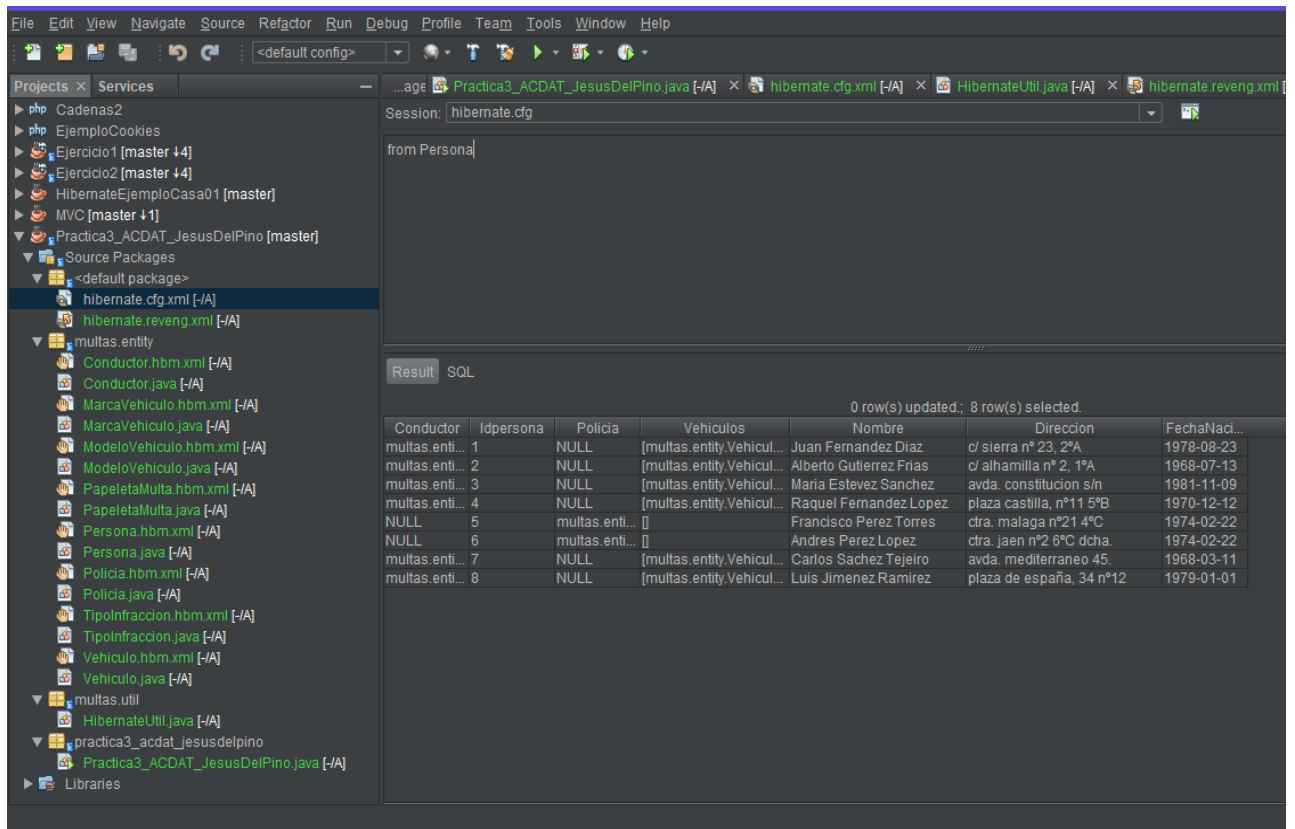 File Edit View Navigate Source Refactor Run Debug Profile Team Tools Window Help
<default config>
Projects × Services
...age Practica3_ACDAT_JesusDelPino.java [-/A] × hibernate.cfg.xml [-/A] × HibernateUtil.java [-/A] × hibernate.reveng.xml [
php Cadenas2
php EjemploCookies
Ejercicio1 [master ↓4]
Ejercicio2 [master ↓4]
HibernateEjemploCasa01 [master]
MVC [master ↓1]
Practica3_ACDAT_JesusDelPino [master]
Source Packages
<default package>
hibernate.cfg.xml [-/A]
hibernate.reveng.xml [-/A]
multas.entity
Conductor.hbm.xml [-/A]
Conductor.java [-/A]
MarcaVehiculo.hbm.xml [-/A]
MarcaVehiculo.java [-/A]
ModeloVehiculo.hbm.xml [-/A]
ModeloVehiculo.java [-/A]
PapeletaMulta.hbm.xml [-/A]
PapeletaMulta.java [-/A]
Persona.hbm.xml [-/A]
Persona.java [-/A]
Policia.hbm.xml [-/A]
Policia.java [-/A]
TipoInfraccion.hbm.xml [-/A]
TipoInfraccion.java [-/A]
Vehiculo.hbm.xml [-/A]
Vehiculo.java [-/A]
multas.util
HibernateUtil.java [-/A]
practica3_acdat_jesusdelpino
Practica3_ACDAT_JesusDelPino.java [-/A]
Libraries
Session: hibernate.cfg
from Persona
Result SQL
0 row(s) updated.; 8 row(s) selected.
Conductor Idpersona Policia Vehiculos Nombre Direccion FechaNaci...
multas.enti... 1 NULL [multas.entity.Vehicul... Juan Fernandez Diaz c/ sierra nº 23, 2ºA 1978-08-23
multas.enti... 2 NULL [multas.entity.Vehicul... Alberto Gutierrez Frias c/ alhamilla nº 2, 1ºA 1968-07-13
multas.enti... 3 NULL [multas.entity.Vehicul... Maria Estevez Sanchez avda. constitucion s/n 1981-11-09
multas.enti... 4 NULL [multas.entity.Vehicul... Raquel Fernandez Lopez plaza castilla, nº11 5ºB 1970-12-12
NULL 5 multas.enti... [] Francisco Perez Torres ctra. malaga nº21 4ºC 1974-02-22
NULL 6 multas.enti... [] Andres Perez Lopez ctra. jaen nº2 6ºC dcha. 1974-02-22
multas.enti... 7 NULL [multas.entity.Vehicul... Carlos Sachez Tejeiro avda. mediterraneo 45. 1968-03-11
multas.enti... 8 NULL [multas.entity.Vehicul... Luis Jimenez Ramirez plaza de españa, 34 nº12 1979-01-01